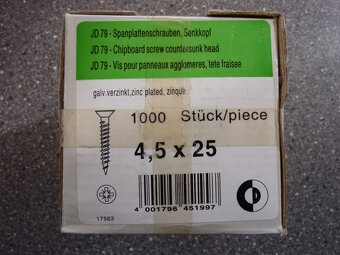 JD 79 - Spanplattenschrauben, Senkkopf
JD 79 - Chipboard screw countersunk head
JD 79 - Vis pour panneaux agglomeres, tete fraisee
galv.verzinkt,zinc plated, zinque
1000 Stück/piece
4,5 x 25
4 001796 451997
17563